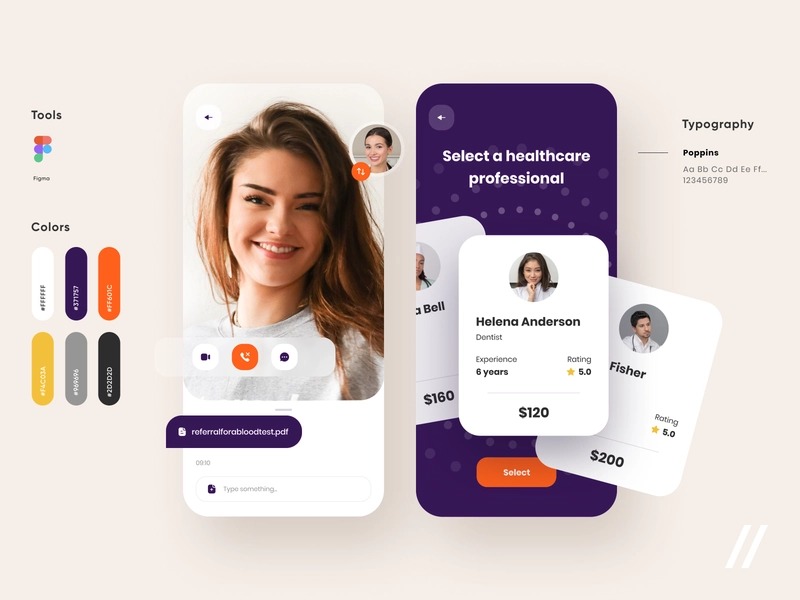 Tools
Figma
Colors
#FFFFFF
#371757
#FF601C
#F4C03A
#969696
#2D2D2D
referralforabloodtest.pdf
09:10
Type something...
Select a healthcare
professional
a Bell
$160
Helena Anderson
Dentist
Experience
Rating
6 years
5.0
$120
Fisher
Rating
5.0
$200
Select
Typography
Poppins
Aa Bb Cc Dd Ee Ff...
123456789